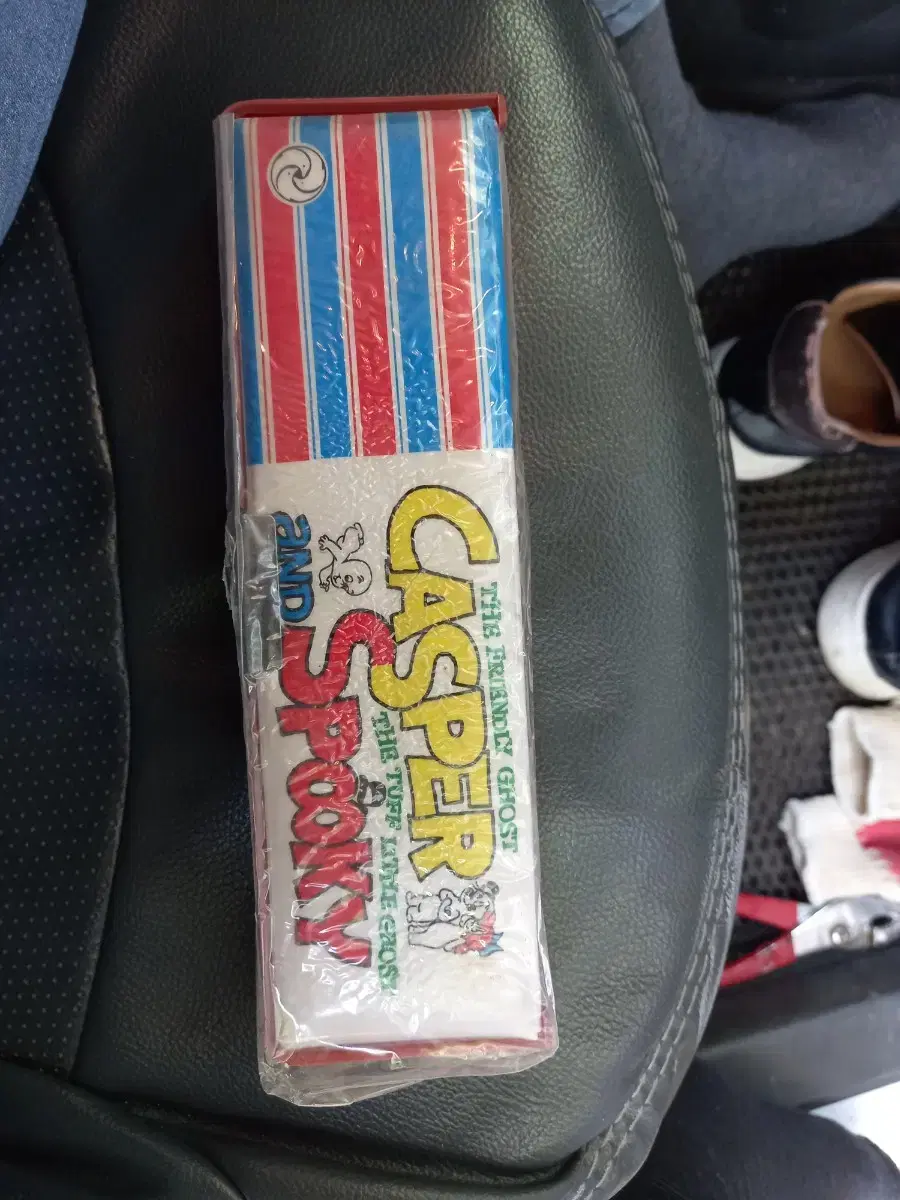 THE FRIENDLY GHOST
CASPER
THE TUFF LITTLE GHOST
and SPOOKY